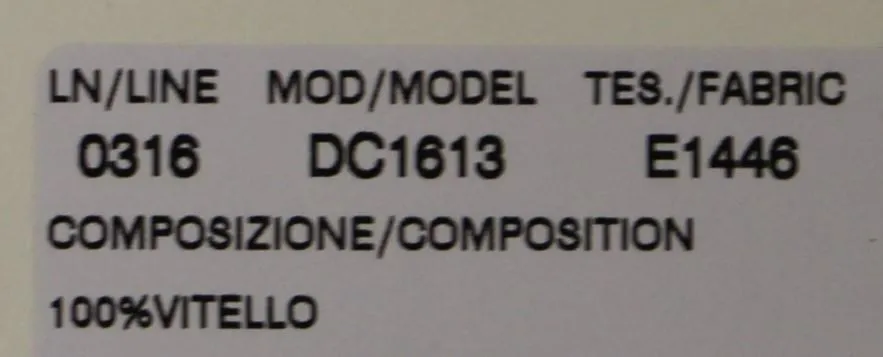 LN/LINE MOD/MODEL TES./FABRIC
0316 DC1613 E1446
COMPOSIZIONE/COMPOSITION
100%VITELLO